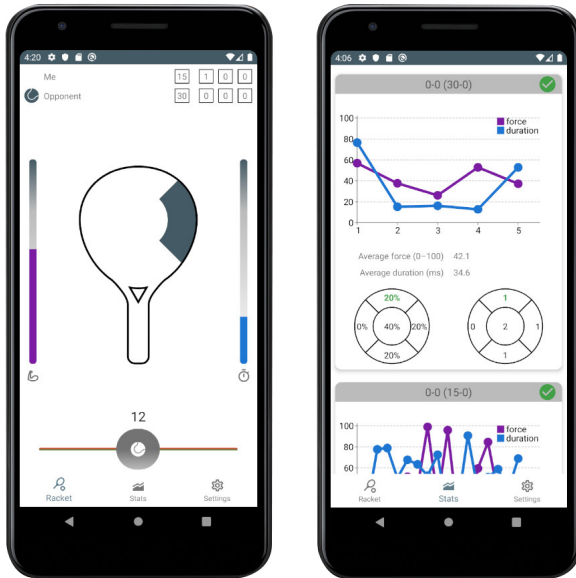 4:20
Me 15 1 0 0
Opponent 30 0 0 0
12
Racket Stats Settings
4:06
0-0 (30-0)
100
80
60
40
20
0
force
duration
1 2 3 4 5
Average force (0~100) 42.1
Average duration (ms) 34.6
20%
0% 40% 20%
20%
1
0 2 1
1
0-0 (15-0)
100
80
60
force
duration
Racket Stats Settings